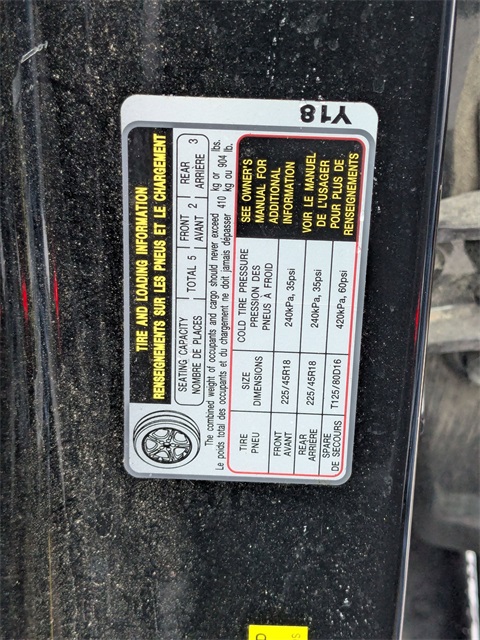 TIRE AND LOADING INFORMATION
RENSEIGNEMENTS SUR LES PNEUS ET LE CHARGEMENT
SEATING CAPACITY
NOMBRE DE PLACES
TOTAL 5
FRONT
AVANT
2
REAR
ARRIÈRE
3
The combined weight of occupants and cargo should never exceed 410 kg or 904 lbs.
Le poids total des occupants et du chargement ne doit jamais dépasser 410 kg ou 904 lb.
TIRE
PNEU
SIZE
DIMENSIONS
COLD TIRE PRESSURE
PRESSION DES
PNEUS À FROID
FRONT
AVANT
225/45R18
240kPa, 35psi
REAR
ARRIÈRE
225/45R18
240kPa, 35psi
SPARE
DE SECOURS
T125/80D16
420kPa, 60psi
SEE OWNER'S
MANUAL FOR
ADDITIONAL
INFORMATION
VOIR LE MANUEL
DE L'USAGER
POUR PLUS DE
RENSEIGNEMENTS
Y18